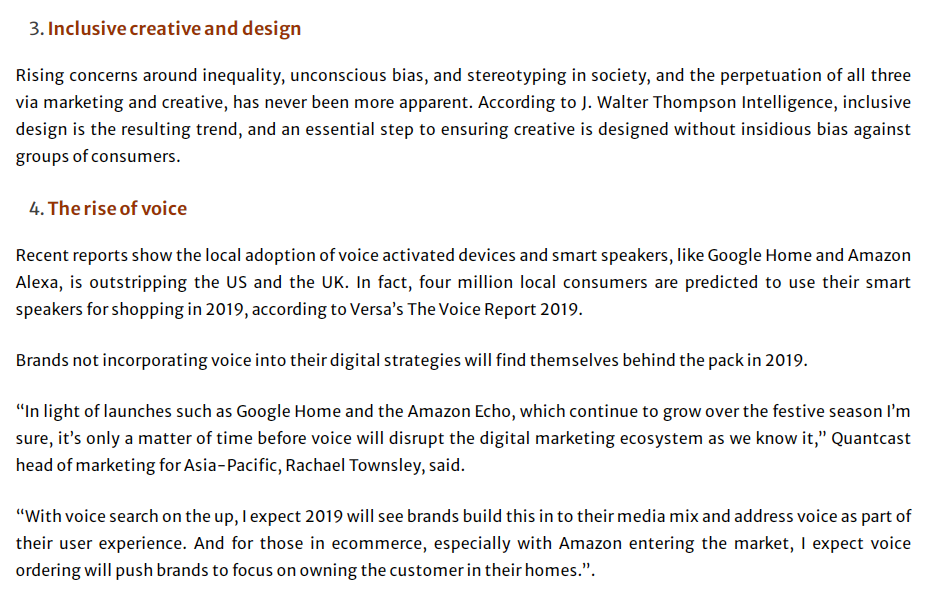 3. Inclusive creative and design
Rising concerns around inequality, unconscious bias, and stereotyping in society, and the perpetuation of all three
via marketing and creative, has never been more apparent. According to J. Walter Thompson Intelligence, inclusive
design is the resulting trend, and an essential step to ensuring creative is designed without insidious bias against
groups of consumers.
4. The rise of voice
Recent reports show the local adoption of voice activated devices and smart speakers, like Google Home and Amazon
Alexa, is outstripping the US and the UK. In fact, four million local consumers are predicted to use their smart
speakers for shopping in 2019, according to Versa’s The Voice Report 2019.
Brands not incorporating voice into their digital strategies will find themselves behind the pack in 2019.
“In light of launches such as Google Home and the Amazon Echo, which continue to grow over the festive season I’m
sure, it’s only a matter of time before voice will disrupt the digital marketing ecosystem as we know it,” Quantcast
head of marketing for Asia-Pacific, Rachael Townsley, said.
“With voice search on the up, I expect 2019 will see brands build this in to their media mix and address voice as part of
their user experience. And for those in ecommerce, especially with Amazon entering the market, I expect voice
ordering will push brands to focus on owning the customer in their homes.”.